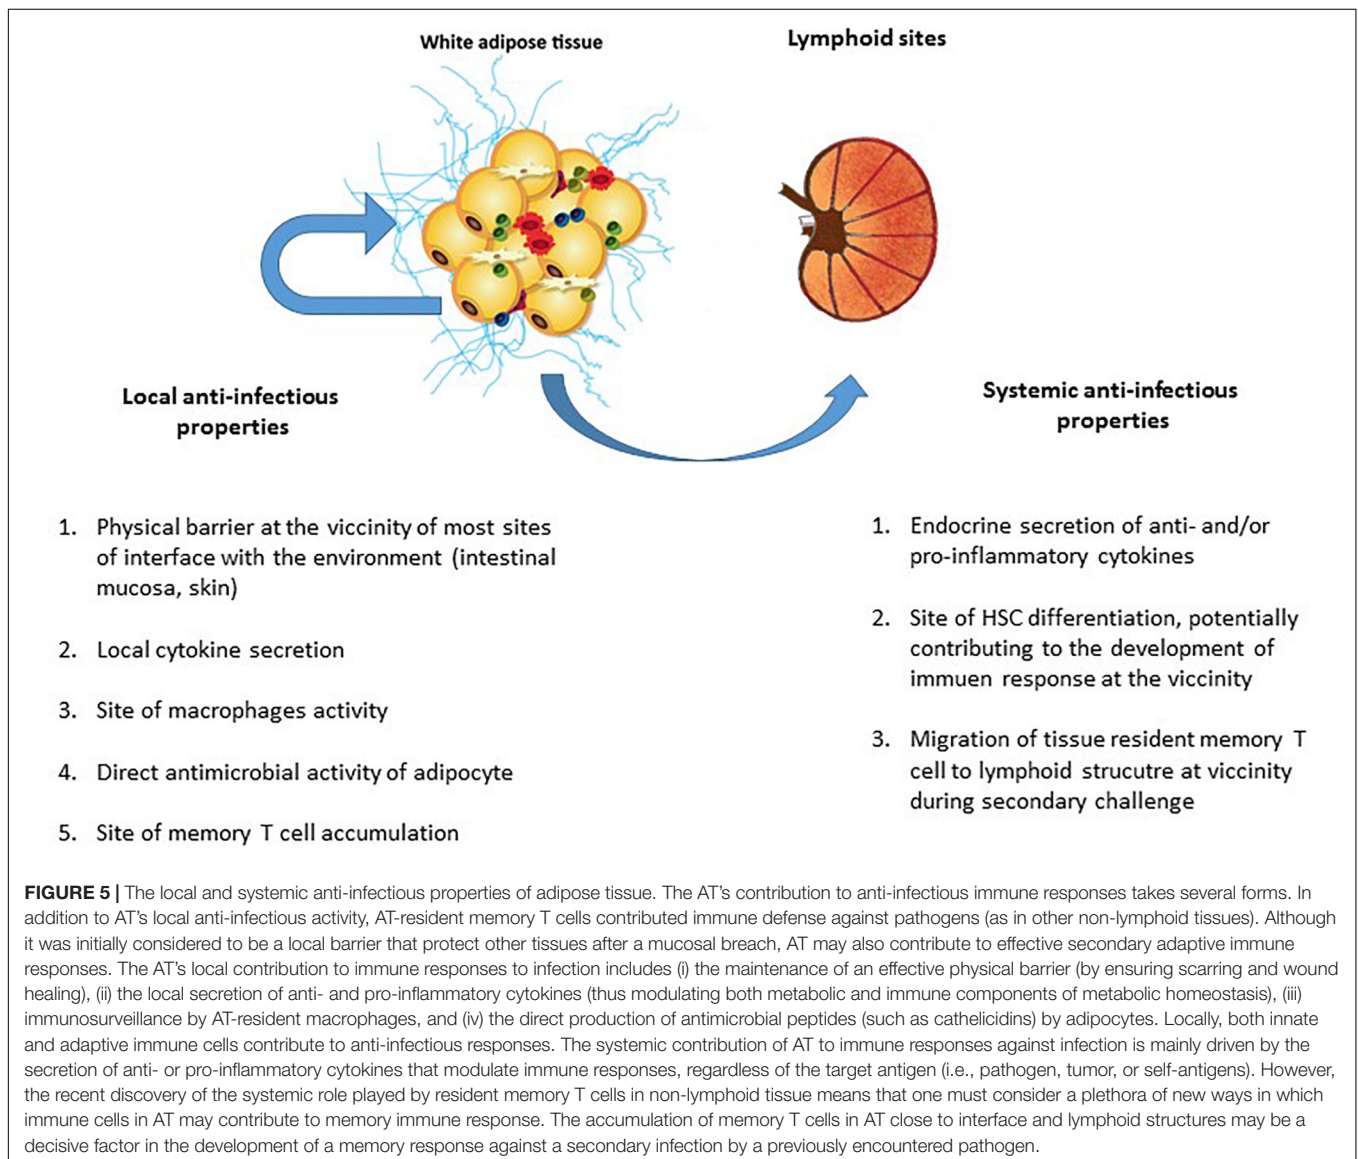 White adipose tissue
Lymphoid sites
Local anti-infectious
properties
Systemic anti-infectious
properties
1. Physical barrier at the viccinity of most sites
of interface with the environment (intestinal
mucosa, skin)
2. Local cytokine secretion
3. Site of macrophages activity
4. Direct antimicrobial activity of adipocyte
5. Site of memory T cell accumulation
1. Endocrine secretion of anti- and/or
pro-inflammatory cytokines
2. Site of HSC differentiation, potentially
contributing to the development of
immuen response at the viccinity
3. Migration of tissue resident memory T
cell to lymphoid strucutre at viccinity
during secondary challenge
FIGURE 5 | The local and systemic anti-infectious properties of adipose tissue. The AT’s contribution to anti-infectious immune responses takes several forms. In
addition to AT’s local anti-infectious activity, AT-resident memory T cells contributed immune defense against pathogens (as in other non-lymphoid tissues). Although
it was initially considered to be a local barrier that protect other tissues after a mucosal breach, AT may also contribute to effective secondary adaptive immune
responses. The AT’s local contribution to immune responses to infection includes (i) the maintenance of an effective physical barrier (by ensuring scarring and wound
healing), (ii) the local secretion of anti- and pro-inflammatory cytokines (thus modulating both metabolic and immune components of metabolic homeostasis), (iii)
immunosurveillance by AT-resident macrophages, and (iv) the direct production of antimicrobial peptides (such as cathelicidins) by adipocytes. Locally, both innate
and adaptive immune cells contribute to anti-infectious responses. The systemic contribution of AT to immune responses against infection is mainly driven by the
secretion of anti- or pro-inflammatory cytokines that modulate immune responses, regardless of the target antigen (i.e., pathogen, tumor, or self-antigens). However,
the recent discovery of the systemic role played by resident memory T cells in non-lymphoid tissue means that one must consider a plethora of new ways in which
immune cells in AT may contribute to memory immune response. The accumulation of memory T cells in AT close to interface and lymphoid structures may be a
decisive factor in the development of a memory response against a secondary infection by a previously encountered pathogen.